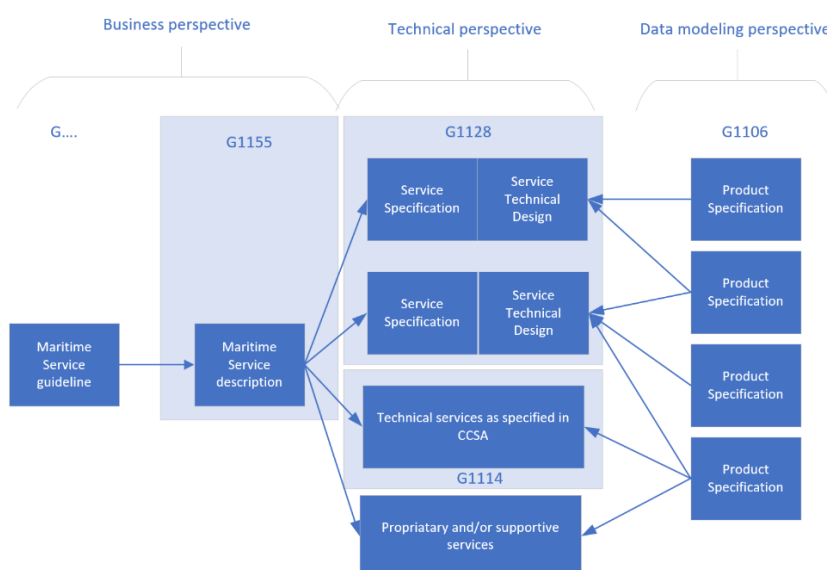 Business perspective
Technical perspective
Data modeling perspective
G....
G1155
G1128
G1106
Service
Specification
Service
Technical
Design
Product
Specification
Service
Specification
Service
Technical
Design
Product
Specification
Maritime
Service
guideline
Maritime
Service
description
Product
Specification
Technical services as specified in
CCSA
G1114
Product
Specification
Propriatary and/or supportive
services